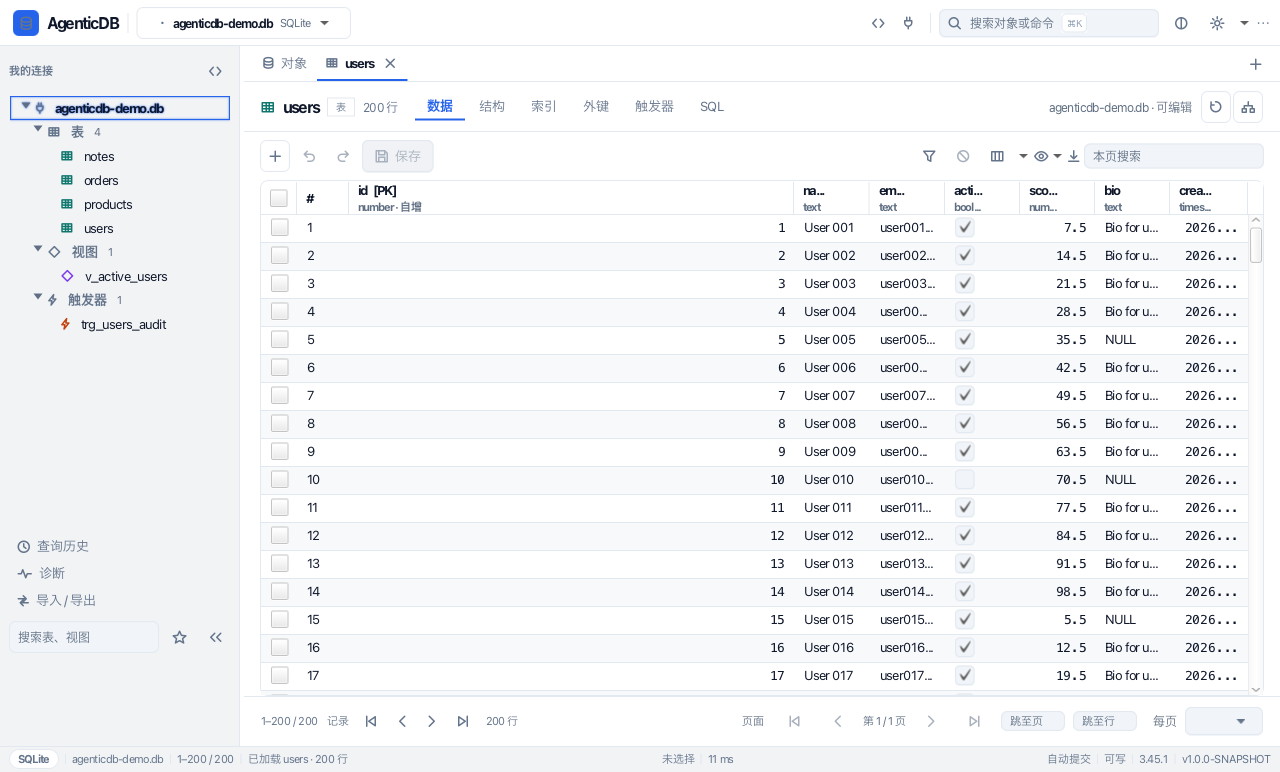 AgenticDB agenticdb-demo.db SQLite 搜索对象或命令 ⌘K
我的连接
agenticdb-demo.db
表 4
notes
orders
products
users
视图 1
v_active_users
触发器 1
trg_users_audit
查询历史
诊断
导入 / 导出
搜索表、视图
对象 users
users 表 200 行 数据 结构 索引 外键 触发器 SQL agenticdb-demo.db · 可编辑
保存 本页搜索
# id [PK] na... em... acti... sco... bio crea...
number · 自增 text text bool... num... text times...
1 1 User 001 user001... 7.5 Bio for u... 2026...
2 2 User 002 user002... 14.5 Bio for u... 2026...
3 3 User 003 user003... 21.5 Bio for u... 2026...
4 4 User 004 user00... 28.5 Bio for u... 2026...
5 5 User 005 user005... 35.5 NULL 2026...
6 6 User 006 user00... 42.5 Bio for u... 2026...
7 7 User 007 user007... 49.5 Bio for u... 2026...
8 8 User 008 user00... 56.5 Bio for u... 2026...
9 9 User 009 user00... 63.5 Bio for u... 2026...
10 10 User 010 user010... 70.5 NULL 2026...
11 11 User 011 user011... 77.5 Bio for u... 2026...
12 12 User 012 user012... 84.5 Bio for u... 2026...
13 13 User 013 user013... 91.5 Bio for u... 2026...
14 14 User 014 user014... 98.5 Bio for u... 2026...
15 15 User 015 user015... 5.5 NULL 2026...
16 16 User 016 user016... 12.5 Bio for u... 2026...
17 17 User 017 user017... 19.5 Bio for u... 2026...
1–200 / 200 记录 200 行 页面 第 1 / 1 页 跳至页 跳至行 每页
SQLite agenticdb-demo.db 1–200 / 200 已加载 users · 200 行 未选择 11 ms 自动提交 可写 3.45.1 v1.0.0-SNAPSHOT